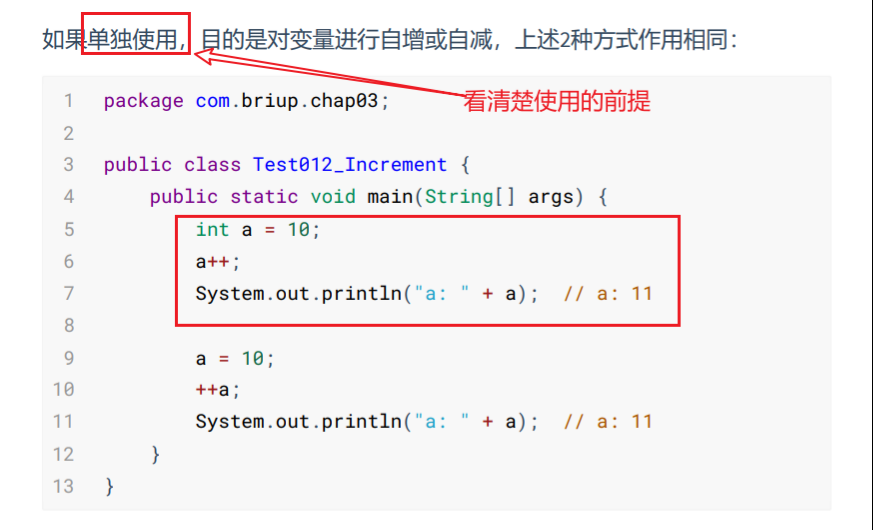 如果单独使用，目的是对变量进行自增或自减，上述2种方式作用相同：
看清楚使用的前提
1 package com.briup.chap03;
2
3 public class Test012_Increment {
4 public static void main(String[] args) {
5 int a = 10;
6 a++;
7 System.out.println("a: " + a); // a: 11
8
9 a = 10;
10 ++a;
11 System.out.println("a: " + a); // a: 11
12 }
13 }